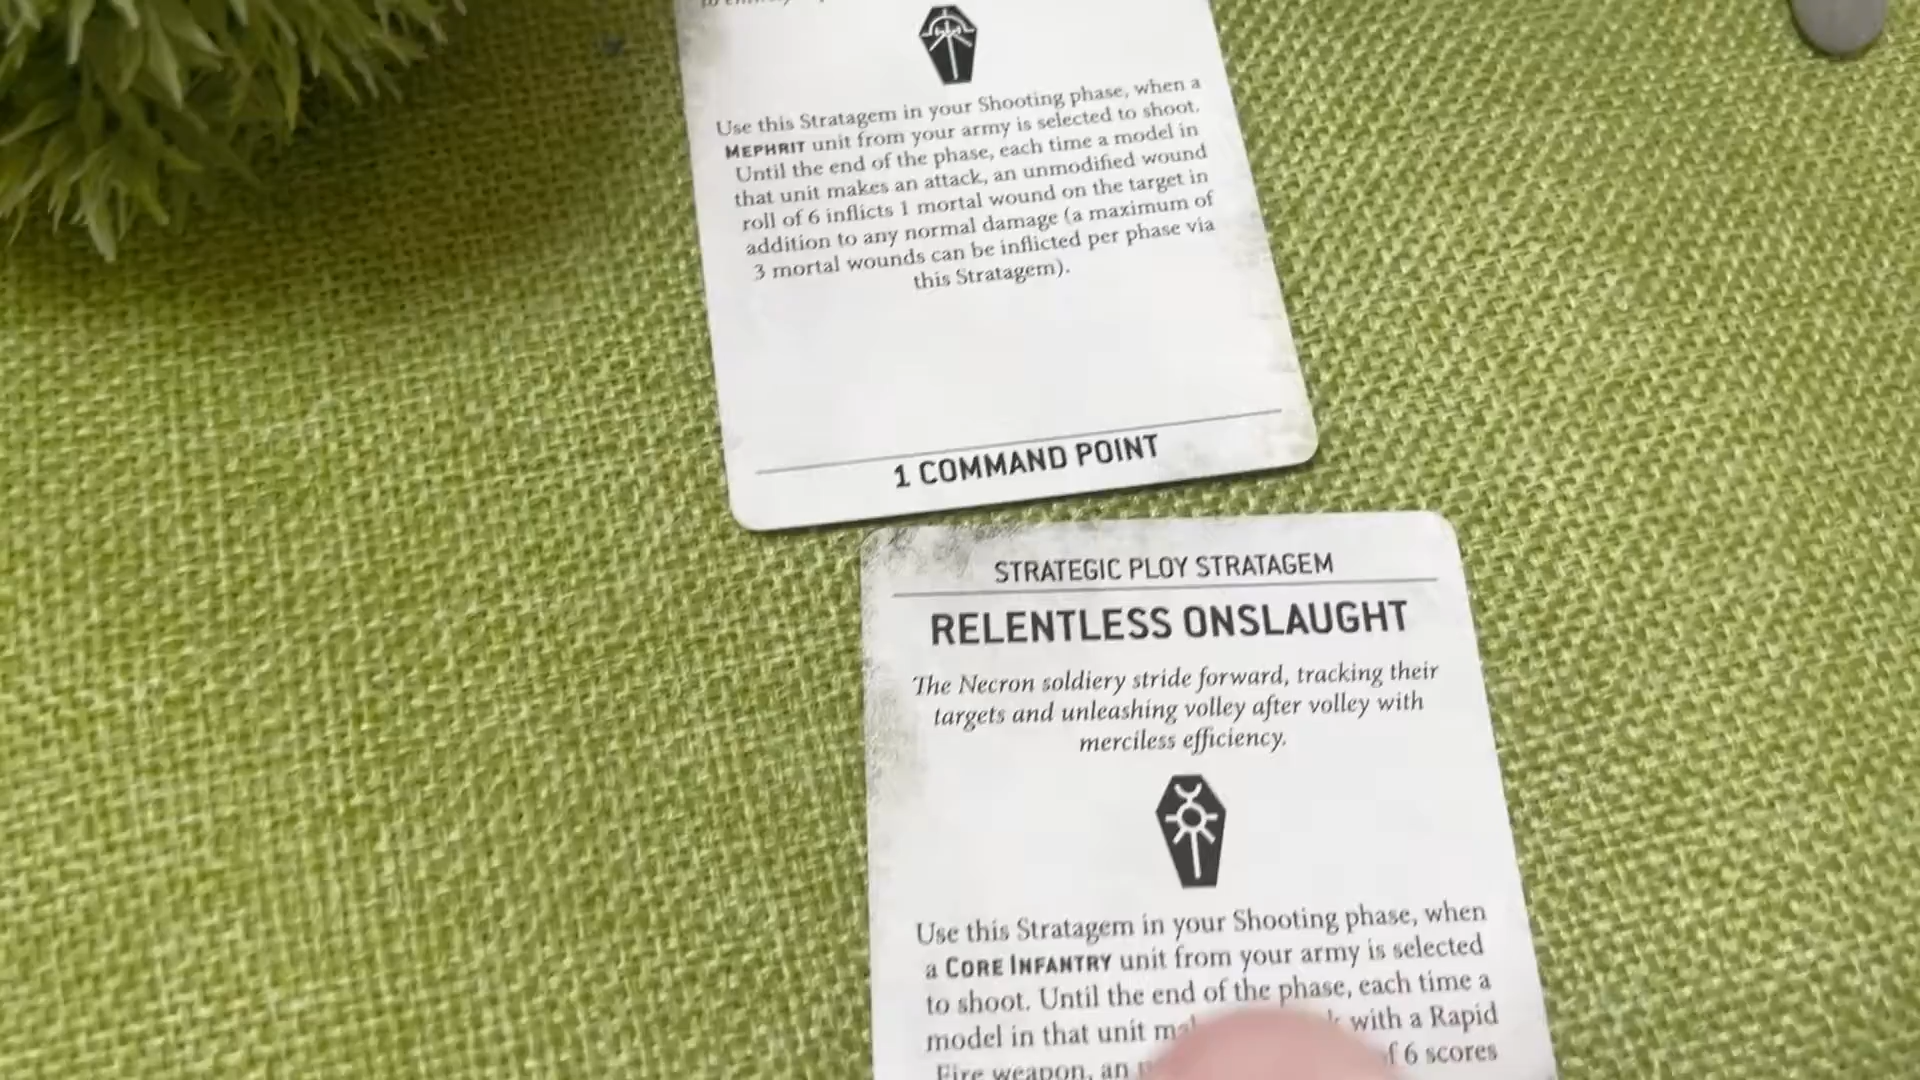 Use this Stratagem in your Shooting phase, when a
MEPHRIT unit from your army is selected to shoot.
Until the end of the phase, each time a model in
that unit makes an attack, an unmodified wound
roll of 6 inflicts 1 mortal wound on the target in
addition to any normal damage (a maximum of
3 mortal wounds can be inflicted per phase via
this Stratagem).
1 COMMAND POINT
STRATEGIC PLOY STRATAGEM
RELENTLESS ONSLAUGHT
The Necron soldiery stride forward, tracking their
targets and unleashing volley after volley with
merciless efficiency.
Use this Stratagem in your Shooting phase, when
a CORE INFANTRY unit from your army is selected
to shoot. Until the end of the phase, each time a
model in that unit with a Rapid
Fire weapon, an 6 scores